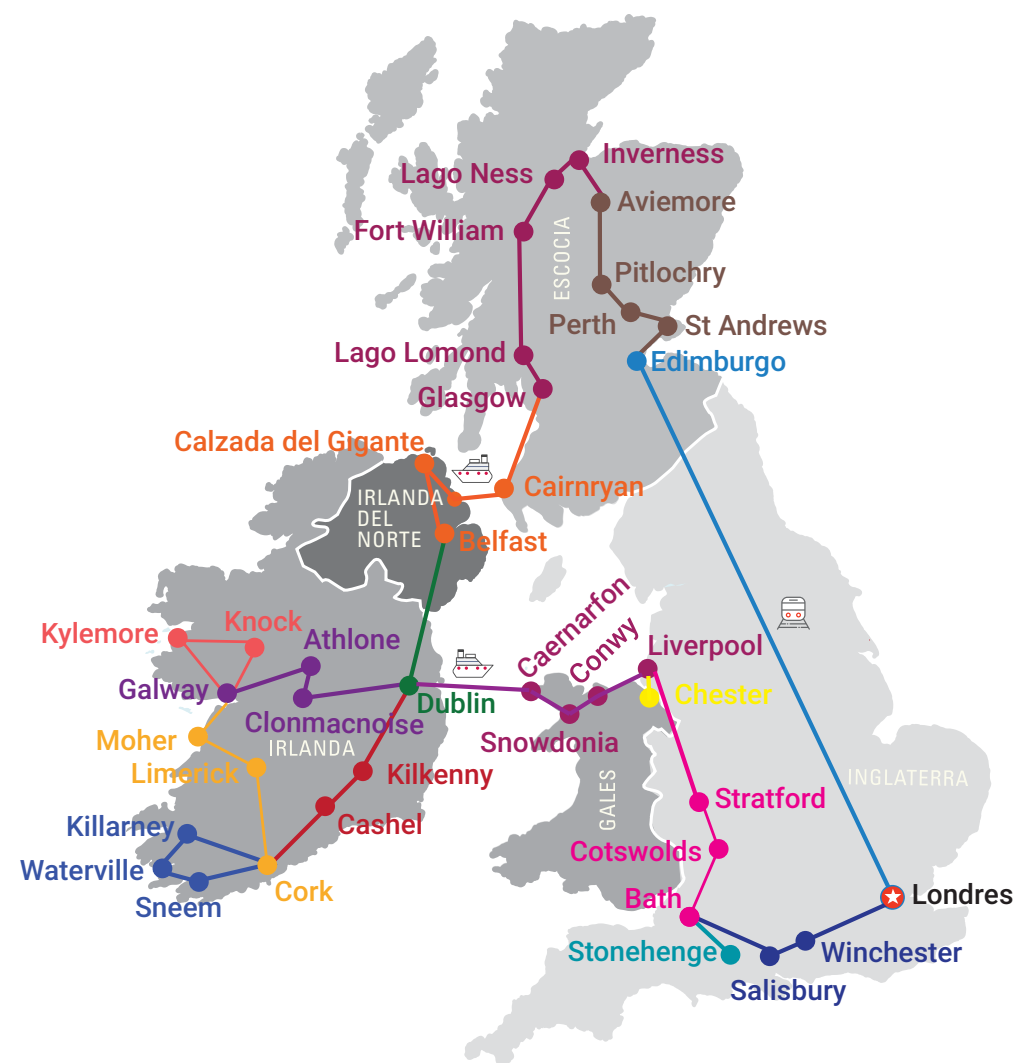 Inverness
Lago Ness
Aviemore
Fort William
ESCOCIA
Pitlochry
Perth
St Andrews
Lago Lomond
Edimburgo
Glasgow
Calzada del Gigante
Cairnryan
IRLANDA
DEL
NORTE
Belfast
Caernarfon
Conwy
Knock
Kylemore
Athlone
Liverpool
Galway
Chester
Dublin
Clonmacnoise
Snowdonia
Moher
IRLANDA
Limerick
Kilkenny
INGLATERRA
GALES
Stratford
Killarney
Cashel
Cotswolds
Waterville
Cork
Bath
Londres
Sneem
Stonehenge
Winchester
Salisbury